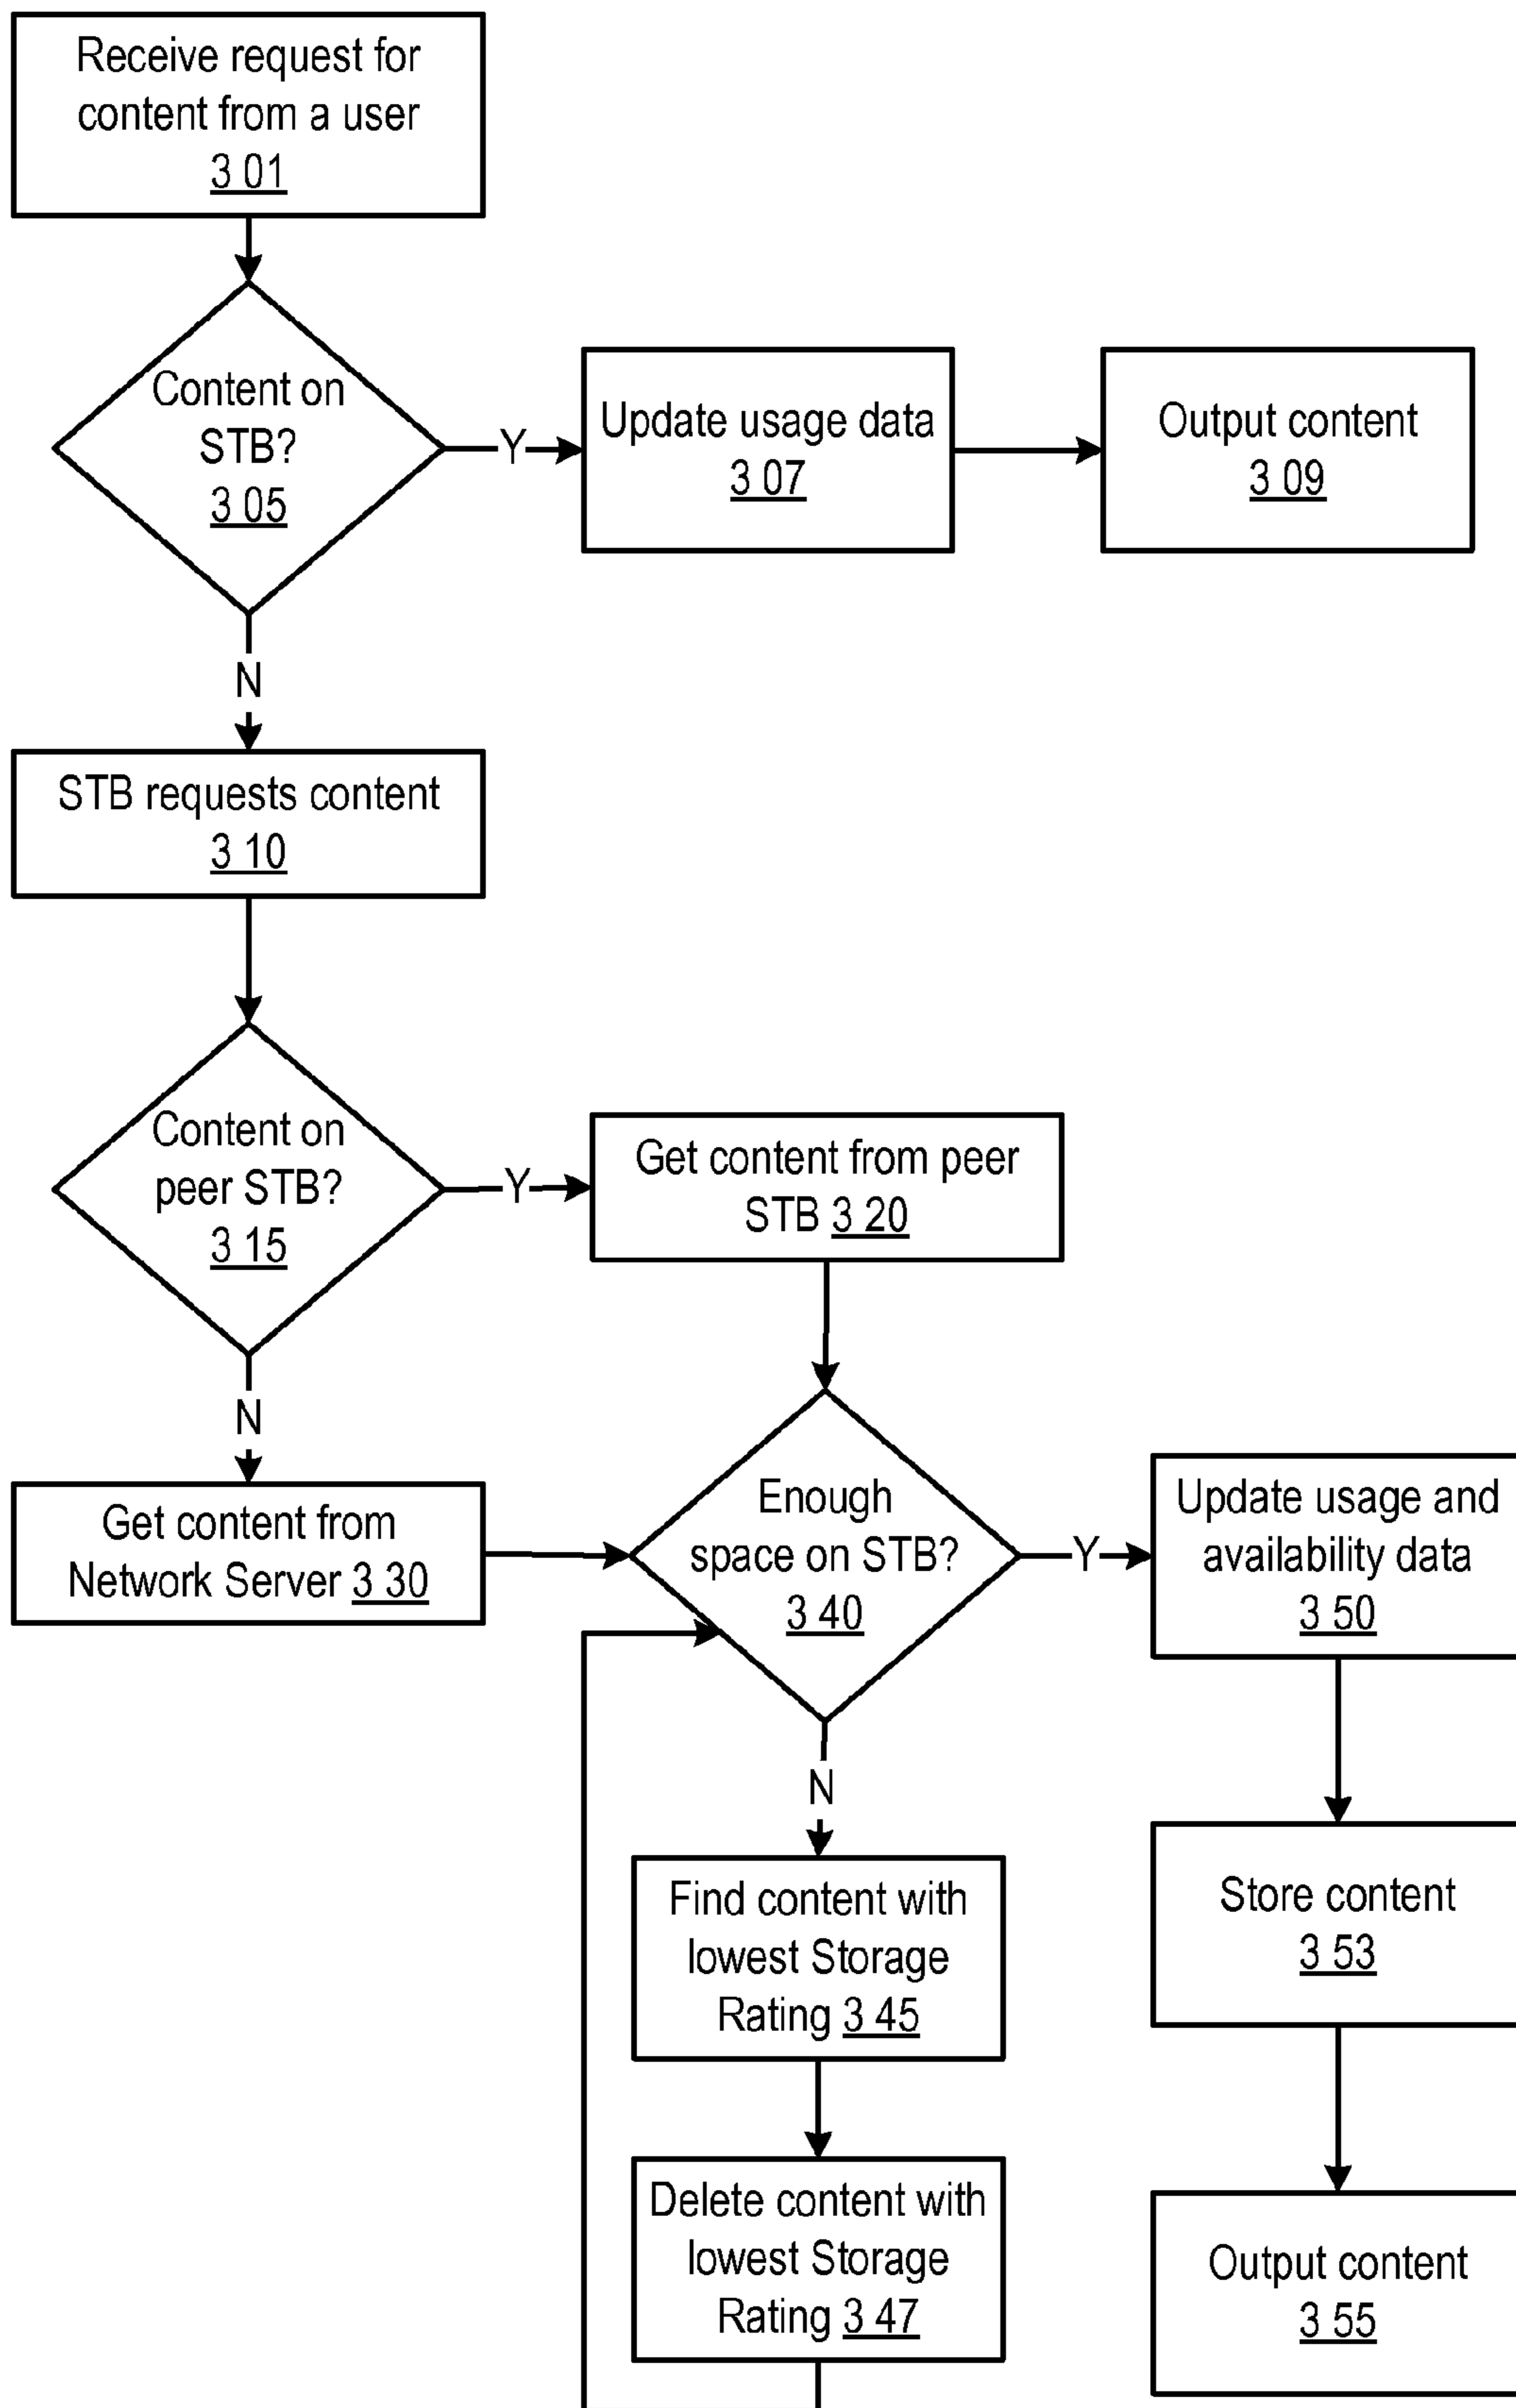 Receive request for
content from a user
3 01
Content on
STB?
3 05
Y
Update usage data
3 07
Output content
3 09
N
STB requests content
3 10
Content on
peer STB?
3 15
Y
Get content from peer
STB 3 20
N
Get content from
Network Server 3 30
Enough
space on STB?
3 40
Y
Update usage and
availability data
3 50
N
Find content with
lowest Storage
Rating 3 45
Store content
3 53
Delete content with
lowest Storage
Rating 3 47
Output content
3 55